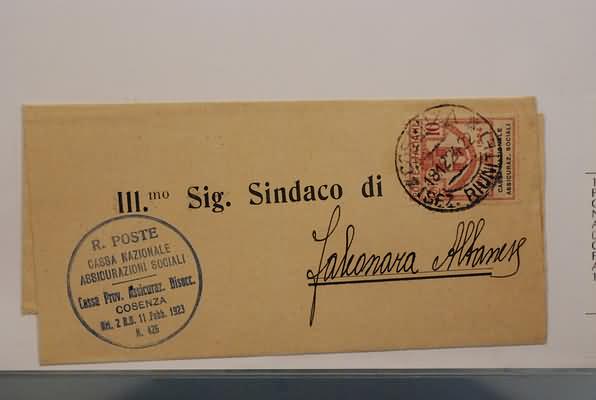 Ill.mo Sig. Sindaco di
Falconara Albanese
R. POSTE
CASSA NAZIONALE
ASSICURAZIONI SOCIALI
Cassa Prov. Assicuraz. Disocc.
COSENZA
Art. 2 R.D. 11 Febb. 1923
N. 426
10
CASSA NAZIONALE
ASSICURAZ. SOCIALI